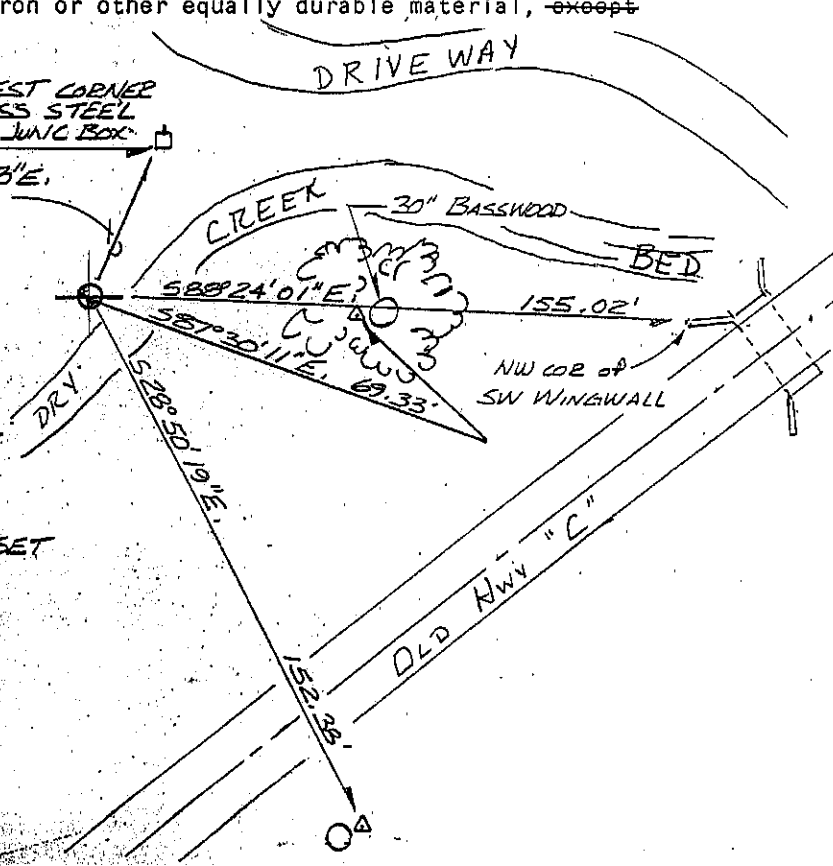 ron or other equally durable material, except
DRIVE WAY
EST CORNER
SS STEEL
JUNC BOX
3"E.
CREEK
30" BASSWOOD
BED
S88°24'01"E.
155.02'
S81°30'11"E. 69.33'
NW COR of
SW WINGWALL
DRY
S28°50'19"E.
SET
OLD HWY "C"
152.38'